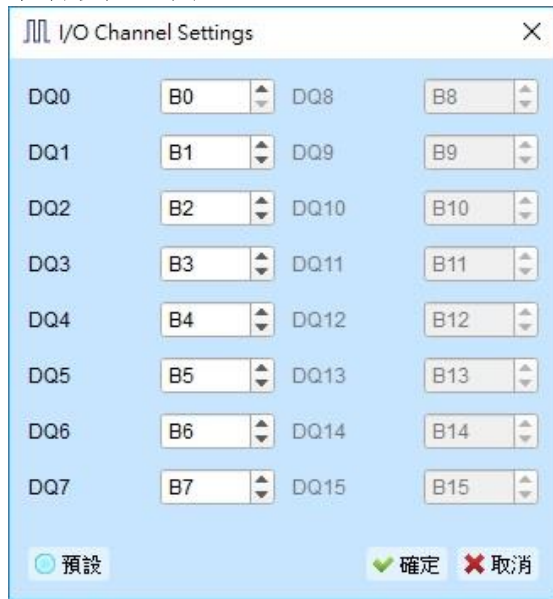 I/O Channel Settings
DQ0 B0 DQ8 B8
DQ1 B1 DQ9 B9
DQ2 B2 DQ10 B10
DQ3 B3 DQ11 B11
DQ4 B4 DQ12 B12
DQ5 B5 DQ13 B13
DQ6 B6 DQ14 B14
DQ7 B7 DQ15 B15
預設 確定 取消